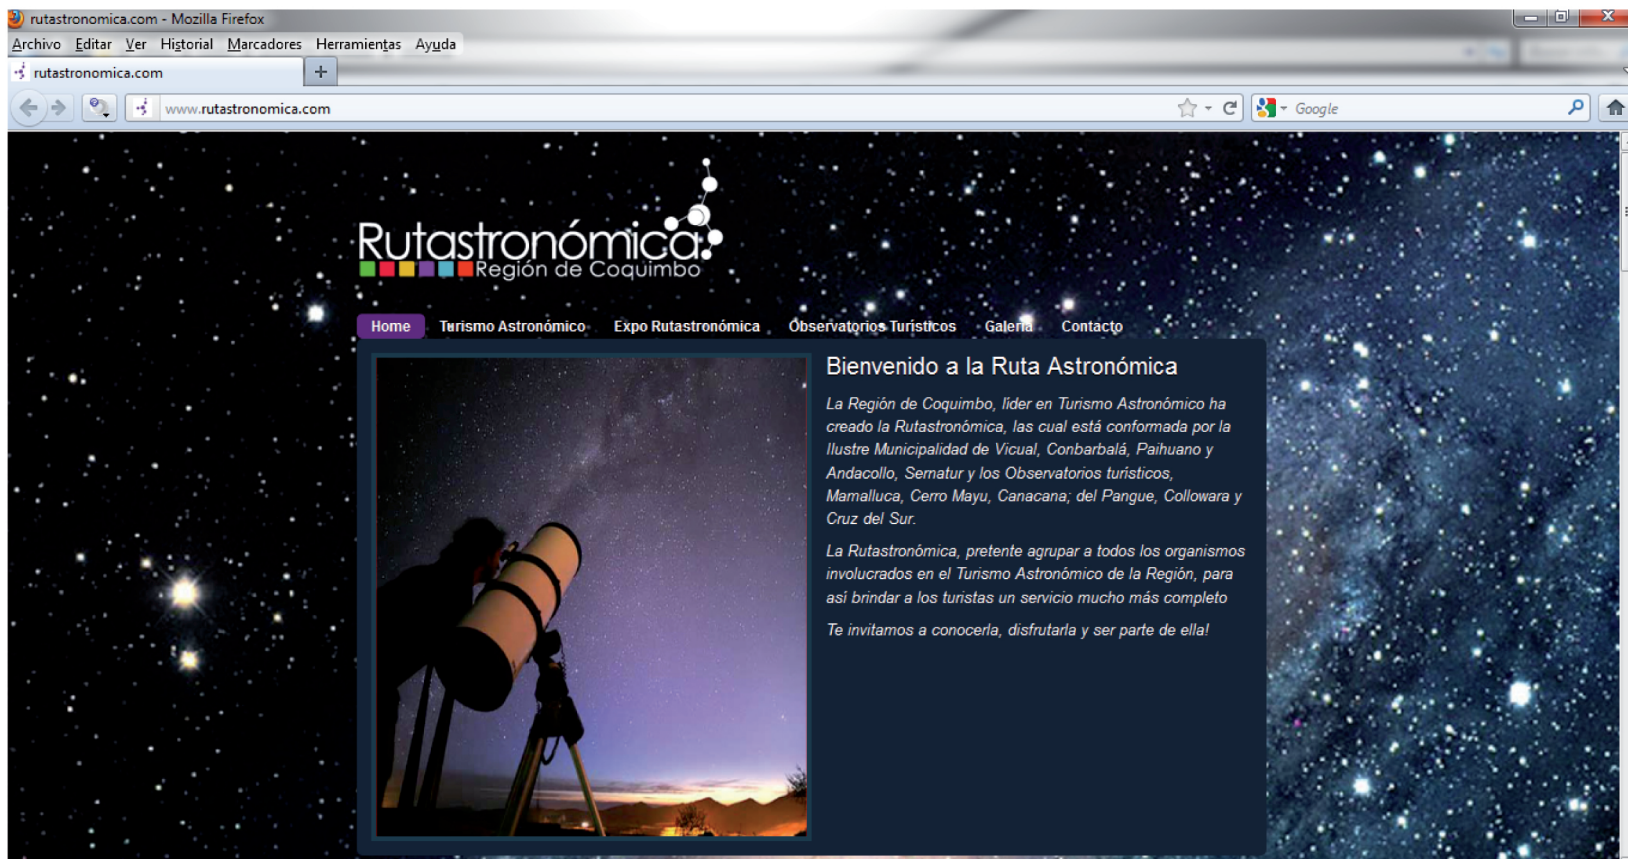 rutastronomica.com - Mozilla Firefox
Archivo Editar Ver Historial Marcadores Herramientas Ayuda
rutastronomica.com
www.rutastronomica.com
Google
Rutastronómica
Región de Coquimbo
Home Turismo Astronómico Expo Rutastronómica Observatorios Turísticos Galería Contacto
Bienvenido a la Ruta Astronómica
La Región de Coquimbo, líder en Turismo Astronómico ha
creado la Rutastronómica, las cual está conformada por la
Ilustre Municipalidad de Vicual, Conbarbalá, Paihuano y
Andacollo, Sernatur y los Observatorios turísticos,
Mamalluca, Cerro Mayu, Canacana; del Pangue, Collowara y
Cruz del Sur.
La Rutastronómica, pretente agrupar a todos los organismos
involucrados en el Turismo Astronómico de la Región, para
así brindar a los turistas un servicio mucho más completo
Te invitamos a conocerla, disfrutarla y ser parte de ella!